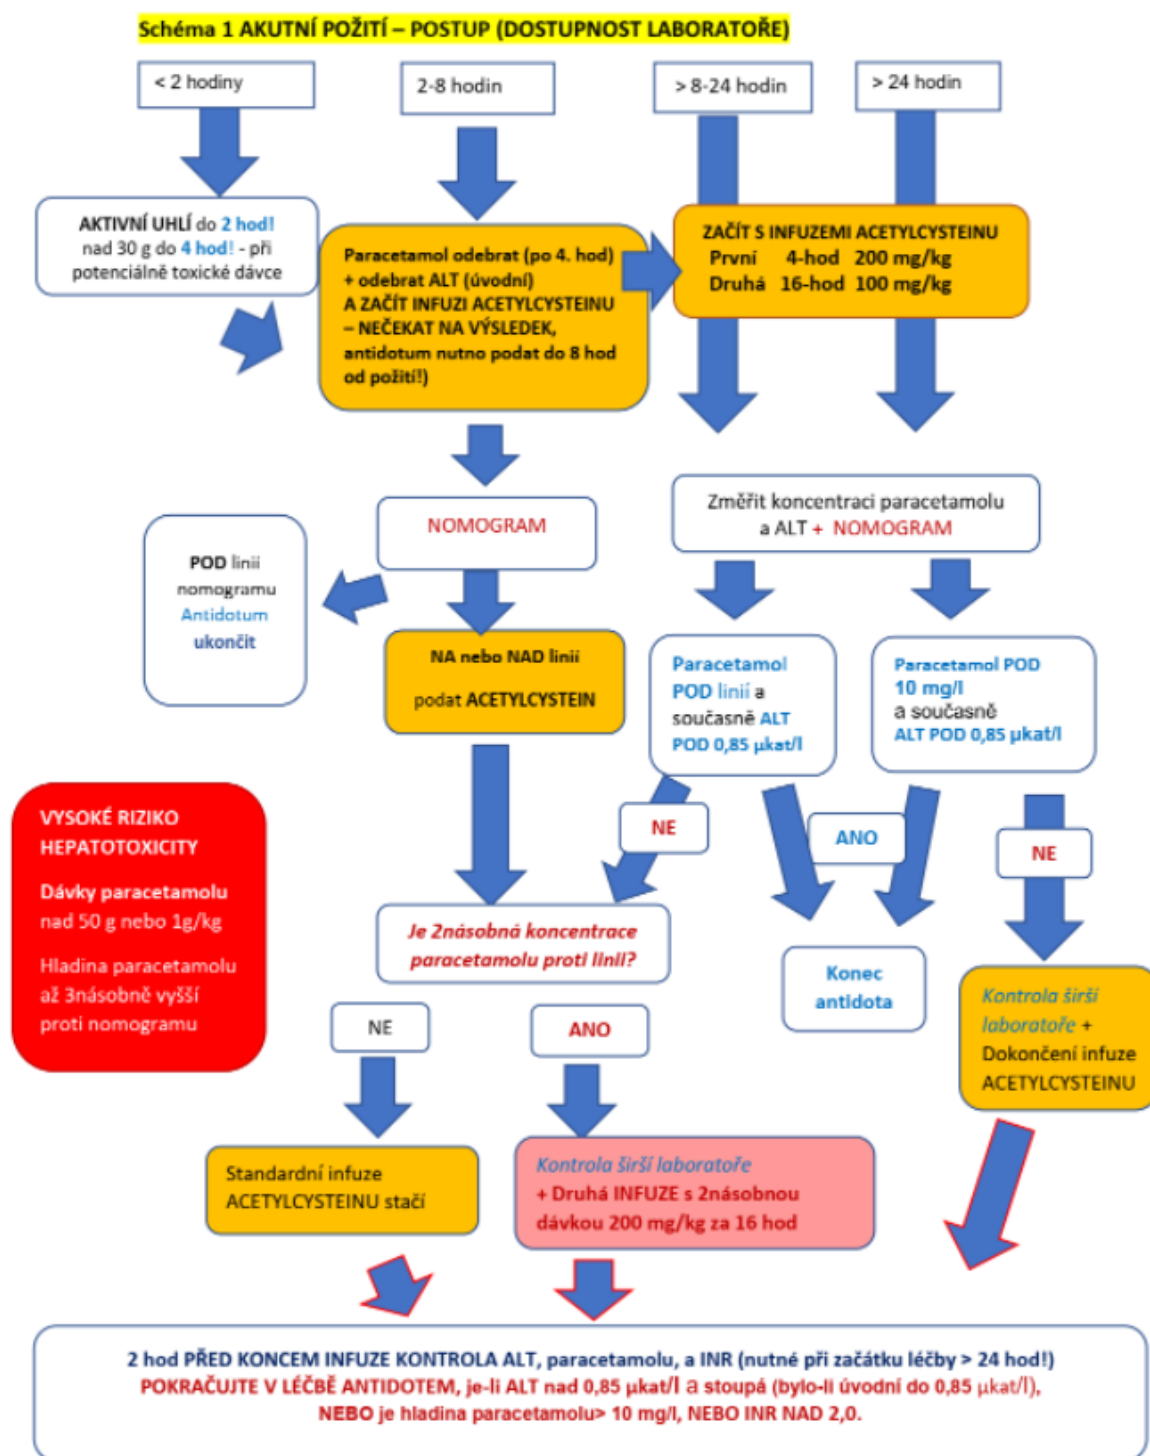 Schéma 1 AKUTNÍ POŽITÍ – POSTUP (DOSTUPNOST LABORATOŘE)
< 2 hodiny
2-8 hodin
> 8-24 hodin
> 24 hodin
AKTIVNÍ UHLÍ do 2 hod!
nad 30 g do 4 hod! - při
potenciálně toxické dávce
Paracetamol odebrat (po 4. hod)
+ odebrat ALT (úvodní)
A ZAČÍT INFUZI ACETYLCYSTEINU
– NEČEKAT NA VÝSLEDEK,
antidotum nutno podat do 8 hod
od požití!)
ZAČÍT S INFUZEMI ACETYLCYSTEINU
První 4-hod 200 mg/kg
Druhá 16-hod 100 mg/kg
NOMOGRAM
Změřit koncentraci paracetamolu
a ALT + NOMOGRAM
POD linii
nomogramu
Antidotum
ukončit
NA nebo NAD linií
podat ACETYLCYSTEIN
Paracetamol
POD linií a
současně ALT
POD 0,85 µkat/l
Paracetamol POD
10 mg/l
a současně
ALT POD 0,85 µkat/l
VYSOKÉ RIZIKO
HEPATOTOXICITY
Dávky paracetamolu
nad 50 g nebo 1g/kg
Hladina paracetamolu
až 3násobně vyšší
proti nomogramu
NE
ANO
NE
Je 2násobná koncentrace
paracetamolu proti linii?
Konec
antidota
Kontrola širší
laboratoře +
Dokončení infuze
ACETYLCYSTEINU
NE
ANO
Standardní infuze
ACETYLCYSTEINU stačí
Kontrola širší laboratoře
+ Druhá INFUZE s 2násobnou
dávkou 200 mg/kg za 16 hod
2 hod PŘED KONCEM INFUZE KONTROLA ALT, paracetamolu, a INR (nutné při začátku léčby > 24 hod!)
POKRAČUJTE V LÉČBĚ ANTIDOTEM, je-li ALT nad 0,85 µkat/l a stoupá (bylo-li úvodní do 0,85 µkat/l),
NEBO je hladina paracetamolu> 10 mg/l, NEBO INR NAD 2,0.